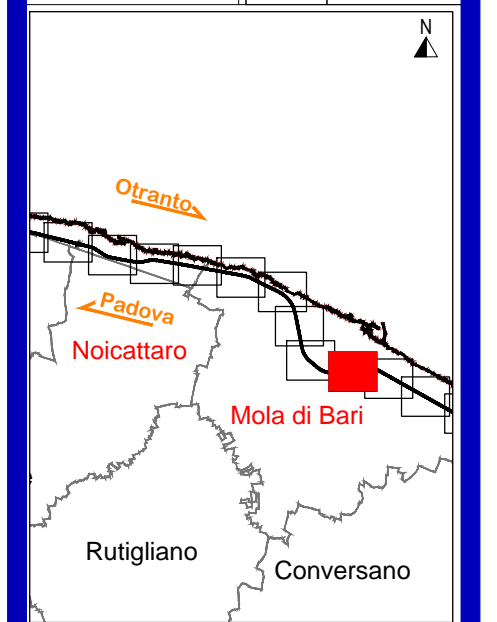 N
Otranto
Padova
Noicattaro
Mola di Bari
Rutigliano
Conversano